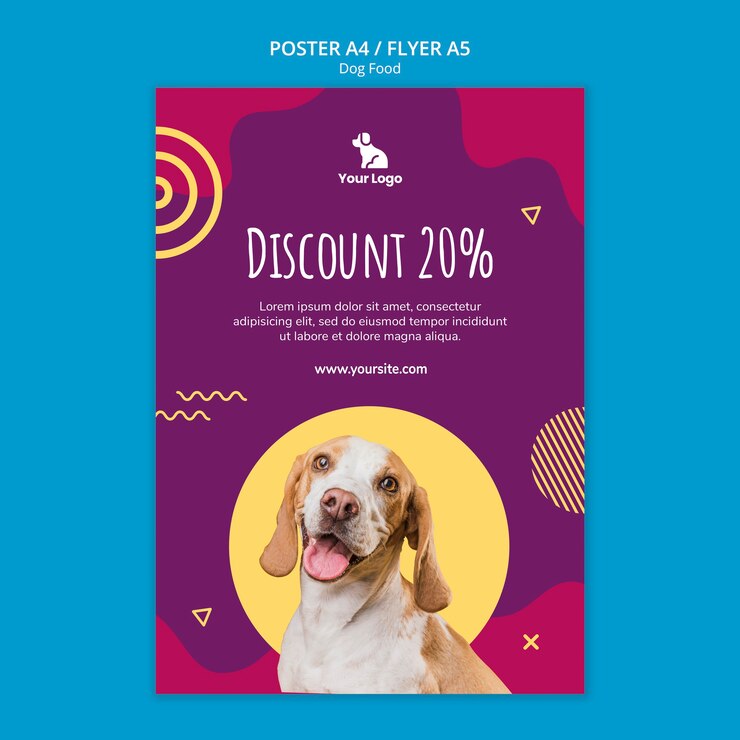 POSTER A4 / FLYER A5
Dog Food
Your Logo
Discount 20%
Lorem ipsum dolor sit amet, consectetur
adipisicing elit, sed do eiusmod tempor incididunt
ut labore et dolore magna aliqua.
www.yoursite.com